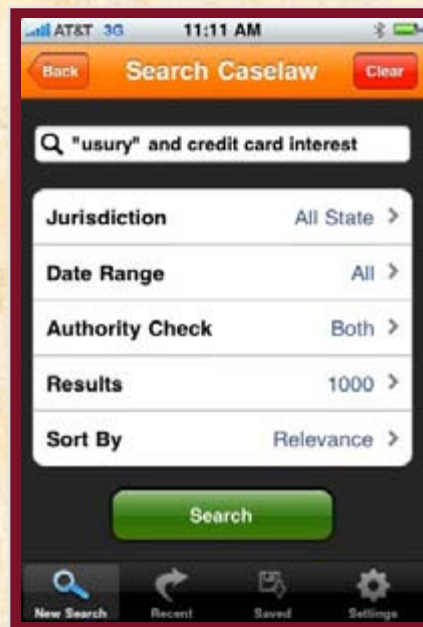 AT&T 3G 11:11 AM
Back Search Caselaw Clear
"usury" and credit card interest
Jurisdiction All State >
Date Range All >
Authority Check Both >
Results 1000 >
Sort By Relevance >
Search
New Search Recent Saved Settings